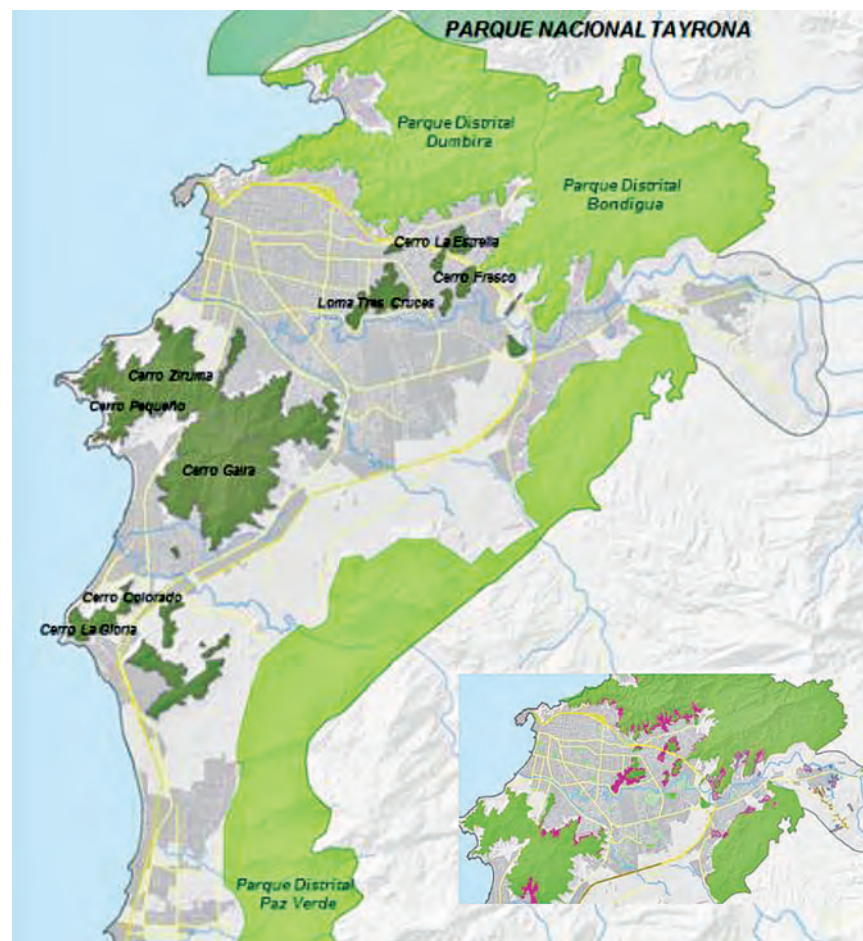 PARQUE NACIONAL TAYRONA
Parque Distrital
Dumbira
Parque Distrital
Bondigua
Cerro La Estrella
Cerro Fresco
Loma Tres Cruces
Cerro Ziruma
Cerro Pequeño
Cerro Gaira
Cerro Colorado
Cerro La Gloria
Parque Distrital
Paz Verde